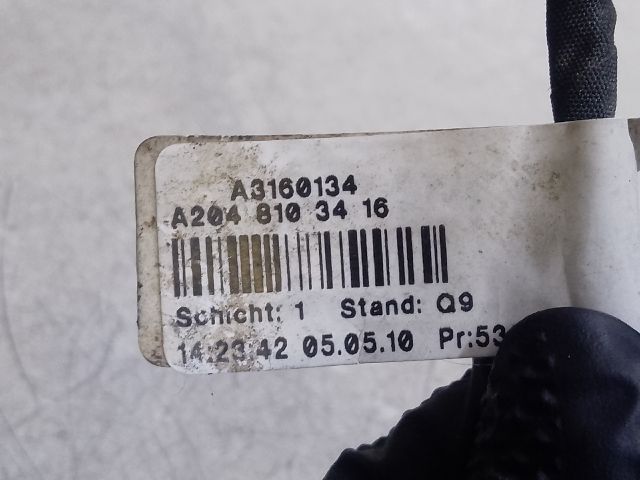 A3160134
A204 810 34 16
Schicht: 1 Stand: Q9
14:23:42 05.05.10 Pr:53